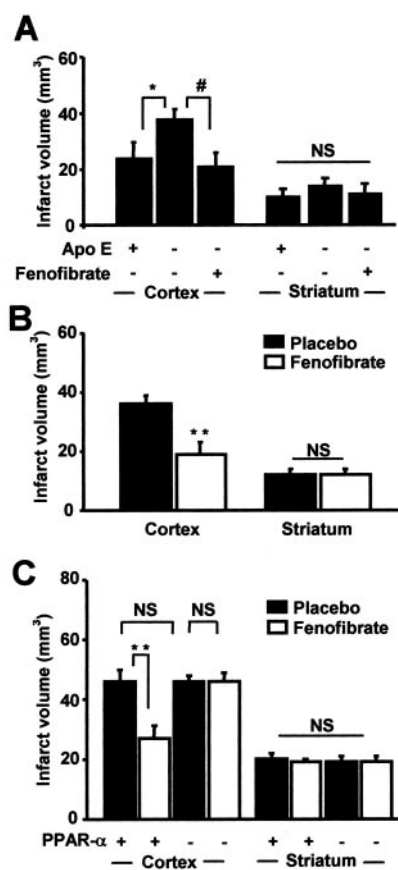 A
Infarct volume (mm³)
60
40
20
0
* #
NS
Apo E + - - + - -
Fenofibrate - - + - - +
Cortex Striatum
B
Infarct volume (mm³)
60
40
20
0
Placebo
Fenofibrate
**
NS
Cortex Striatum
C
Infarct volume (mm³)
80
60
40
20
0
Placebo
Fenofibrate
NS NS
**
NS
PPAR-α + + - - + + - -
Cortex Striatum